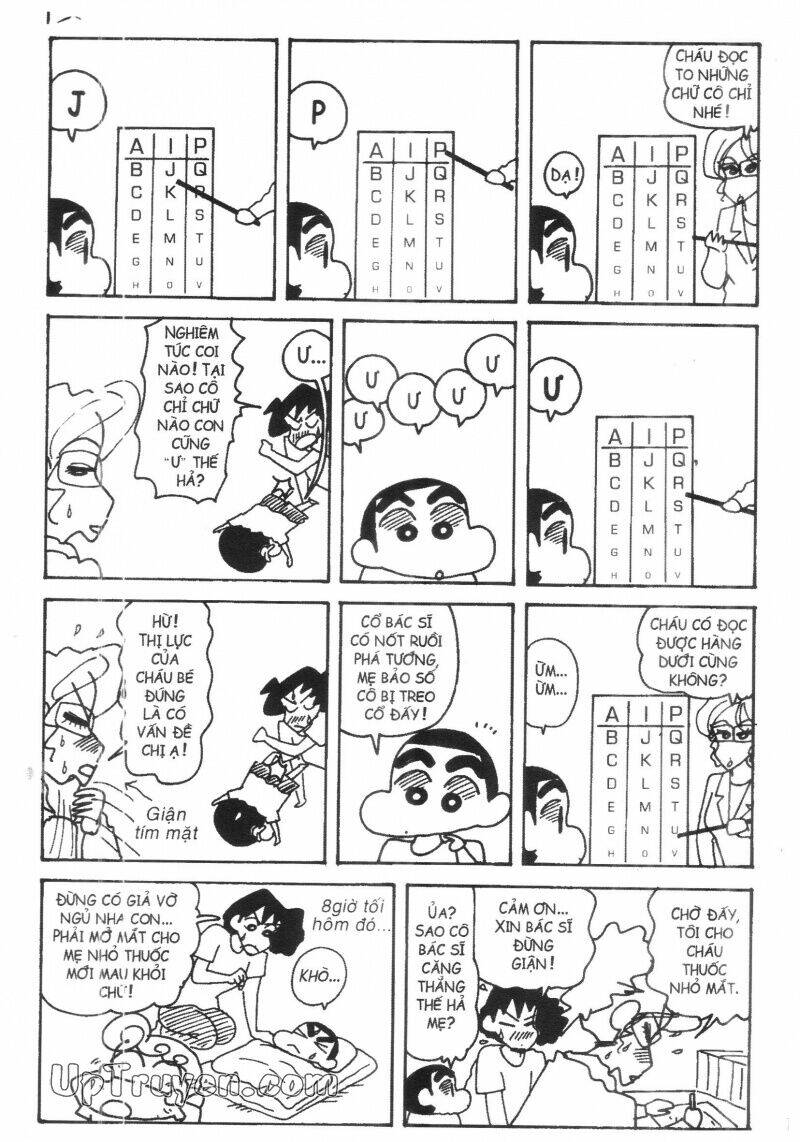 CHÁU ĐỌC
TO NHỮNG
CHỮ CÔ CHỈ
NHÉ!
DẠ!
A I P
B J Q
C K R
D L S
E M T
G N U
H O V
P
A I P
B J Q
C K R
D L S
E M T
G N U
H O V
J
A I P
B J Q
C K R
D L S
E M T
G N U
H O V
Ư
A I P
B J Q
C K R
D L S
E M T
G N U
H O V
Ư
Ư
Ư
Ư
Ư
Ư...
NGHIÊM
TÚC COI
NÀO! TẠI
SAO CÔ
CHỈ CHỮ
NÀO CON
CŨNG
"Ư" THẾ
HẢ?
CHÁU CÓ ĐỌC
ĐƯỢC HÀNG
DƯỚI CÙNG
KHÔNG?
ỪM...
ỪM...
A I P
B J Q
C K R
D L S
E M T
G N U
H O V
CỔ BÁC SĨ
CÓ NỐT RUỒI
PHÁ TƯỚNG,
MẸ BẢO SỐ
CÔ BỊ TREO
CỔ ĐẤY!
HỪ!
THỊ LỰC
CỦA
CHÁU BÉ
ĐÚNG
LÀ CÓ
VẤN ĐỀ
CHỊ Ạ!
Giận
tím mặt
CHỜ ĐẤY,
TÔI CHO
CHÁU
THUỐC
NHỎ MẮT.
CẢM ƠN...
XIN BÁC SĨ
ĐỪNG
GIẬN!
ỦA?
SAO CÔ
BÁC SĨ
CĂNG
THẲNG
THẾ HẢ
MẸ?
8giờ tối
hôm đó...
ĐỪNG CÓ GIẢ VỜ
NGỦ NHA CON...
PHẢI MỞ MẮT CHO
MẸ NHỎ THUỐC
MỚI MAU KHỎI
CHỨ!
KHÒ...
UpTruyen.com